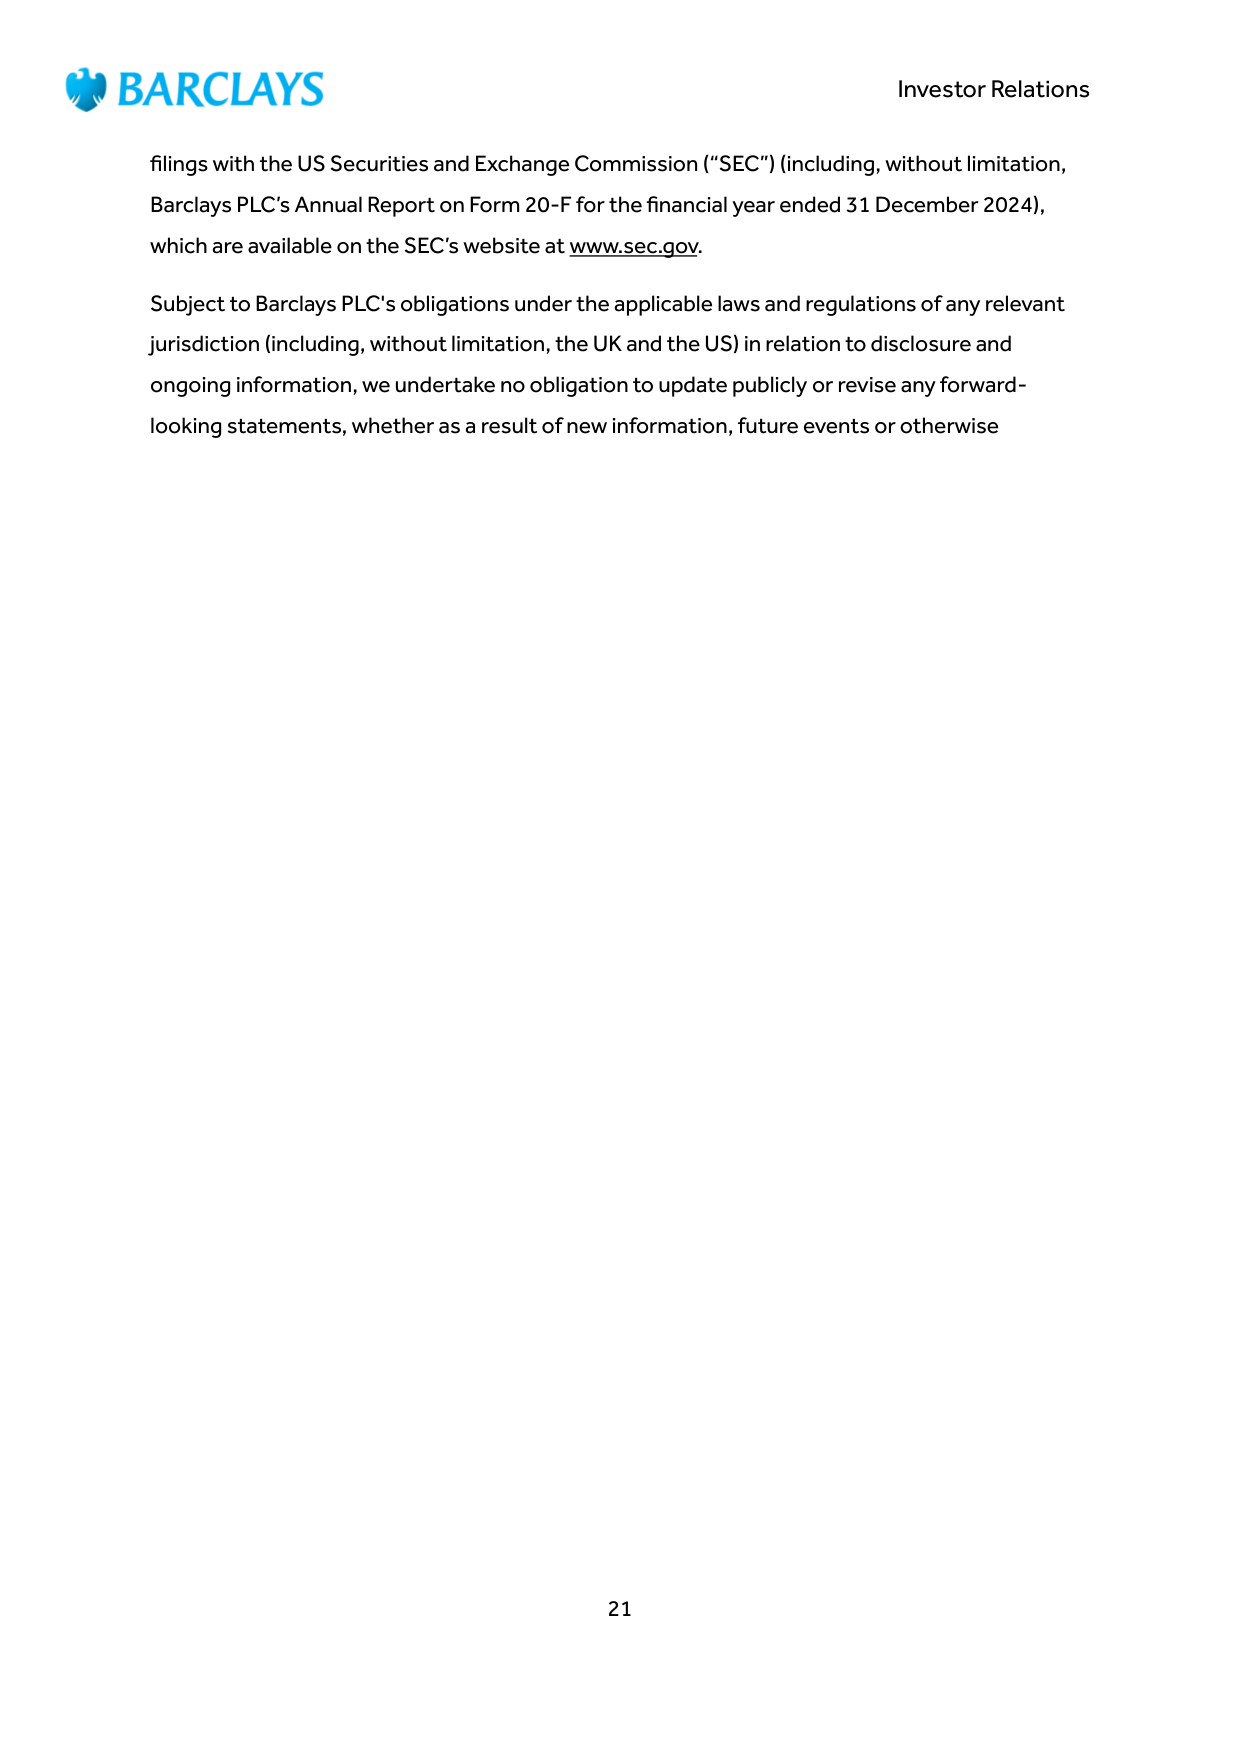 BARCLAYS
Investor Relations
filings with the US Securities and Exchange Commission (“SEC”) (including, without limitation,
Barclays PLC’s Annual Report on Form 20-F for the financial year ended 31 December 2024),
which are available on the SEC’s website at www.sec.gov.
Subject to Barclays PLC's obligations under the applicable laws and regulations of any relevant
jurisdiction (including, without limitation, the UK and the US) in relation to disclosure and
ongoing information, we undertake no obligation to update publicly or revise any forward-
looking statements, whether as a result of new information, future events or otherwise
21